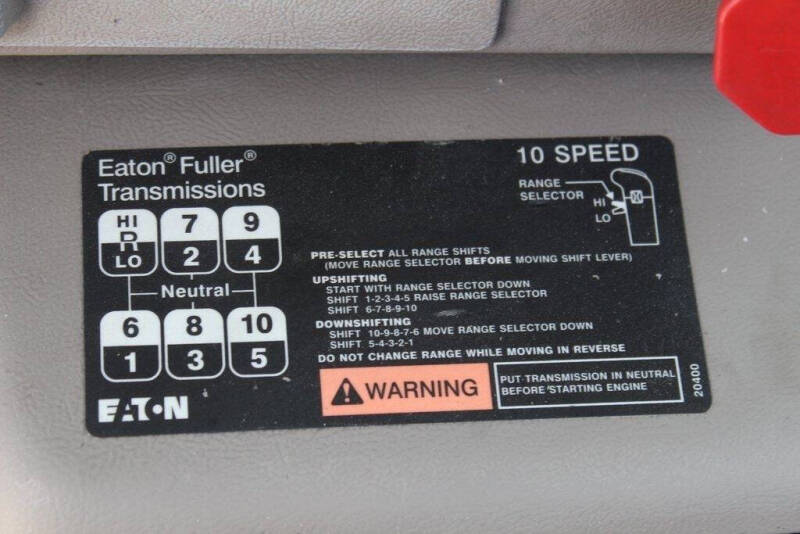 Eaton® Fuller®
Transmissions
10 SPEED
RANGE
SELECTOR
HI
LO
HI
R
LO
7
2
9
4
Neutral
6
1
8
3
10
5
PRE-SELECT ALL RANGE SHIFTS
(MOVE RANGE SELECTOR BEFORE MOVING SHIFT LEVER)
UPSHIFTING
START WITH RANGE SELECTOR DOWN
SHIFT 1-2-3-4-5 RAISE RANGE SELECTOR
SHIFT 6-7-8-9-10
DOWNSHIFTING
SHIFT 10-9-8-7-6 MOVE RANGE SELECTOR DOWN
SHIFT 5-4-3-2-1
DO NOT CHANGE RANGE WHILE MOVING IN REVERSE
EATON
WARNING
PUT TRANSMISSION IN NEUTRAL
BEFORE STARTING ENGINE
20400